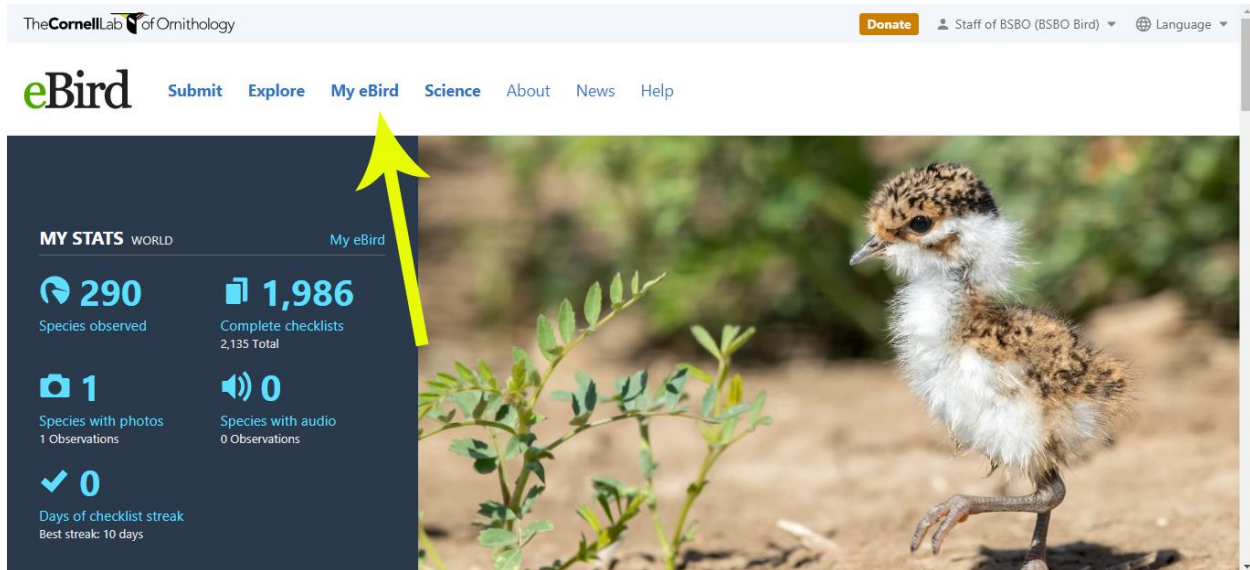 TheCornellLab of Ornithology
Donate Staff of BSBO (BSBO Bird) Language
eBird Submit Explore My eBird Science About News Help
MY STATS WORLD My eBird
290 1,986
Species observed Complete checklists
2,135 Total
1 0
Species with photos Species with audio
1 Observations 0 Observations
0
Days of checklist streak
Best streak: 10 days